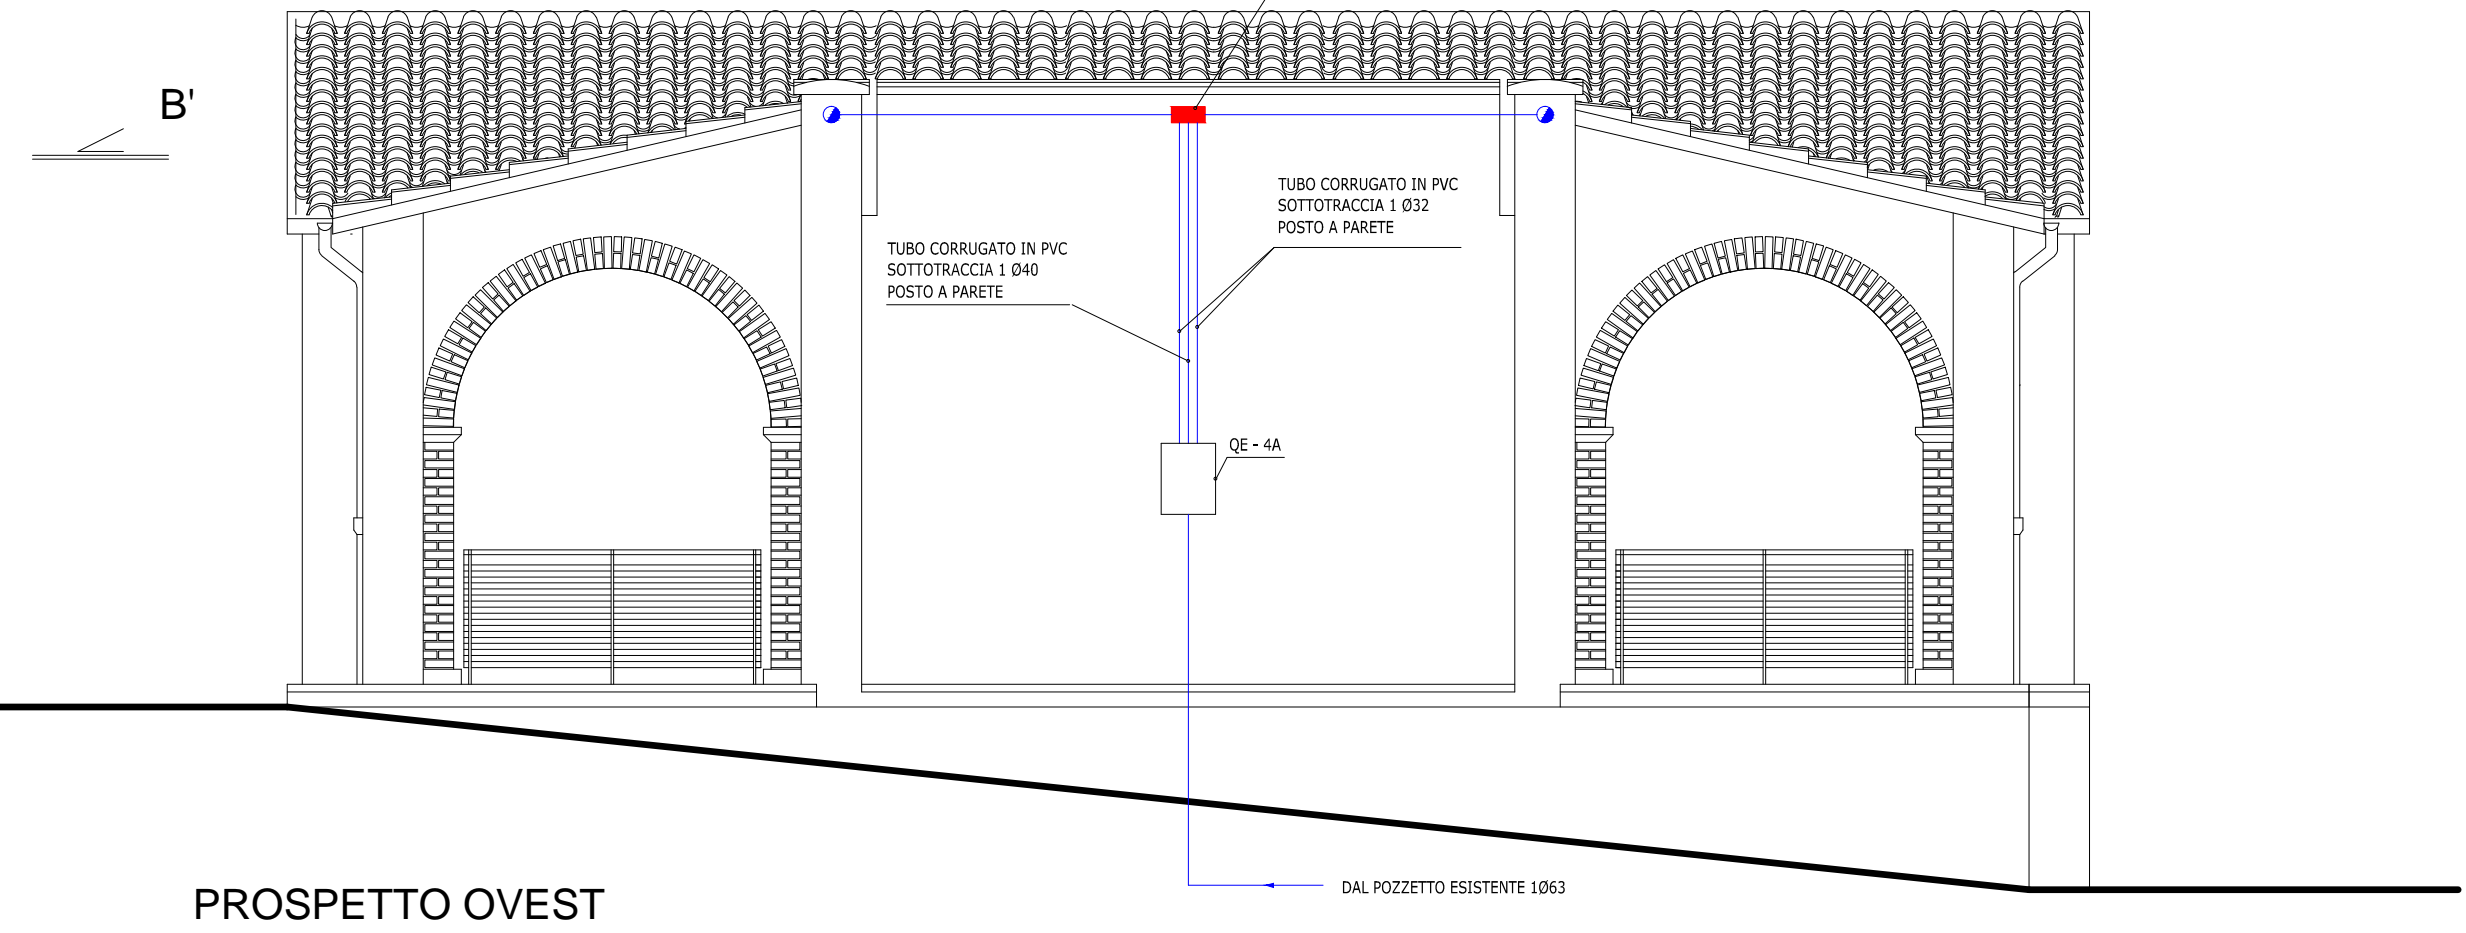 B'
TUBO CORRUGATO IN PVC
SOTTOTRACCIA 1 Ø32
POSTO A PARETE
TUBO CORRUGATO IN PVC
SOTTOTRACCIA 1 Ø40
POSTO A PARETE
QE - 4A
DAL POZZETTO ESISTENTE 1Ø63
PROSPETTO OVEST